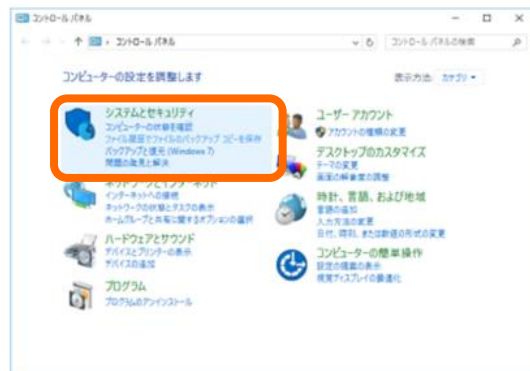 コントロール パネル
コントロール パネル
コントロール パネルの検索
コンピューターの設定を調整します
表示方法: カテゴリ
システムとセキュリティ
コンピューターの状態を確認
ファイル履歴でファイルのバックアップ コピーを保存
バックアップと復元 (Windows 7)
問題の発見と解決
ネットワークとインターネット
インターネットへの接続
ネットワークの状態とタスクの表示
ホームグループと共有に関するオプションの選択
ハードウェアとサウンド
デバイスとプリンターの表示
デバイスの追加
プログラム
プログラムのアンインストール
ユーザー アカウント
アカウントの種類の変更
デスクトップのカスタマイズ
テーマの変更
画面の解像度の調整
時計、言語、および地域
言語の追加
入力方法の変更
日付、時刻、または数値の形式の変更
コンピューターの簡単操作
設定の提案の表示
視覚ディスプレイの最適化